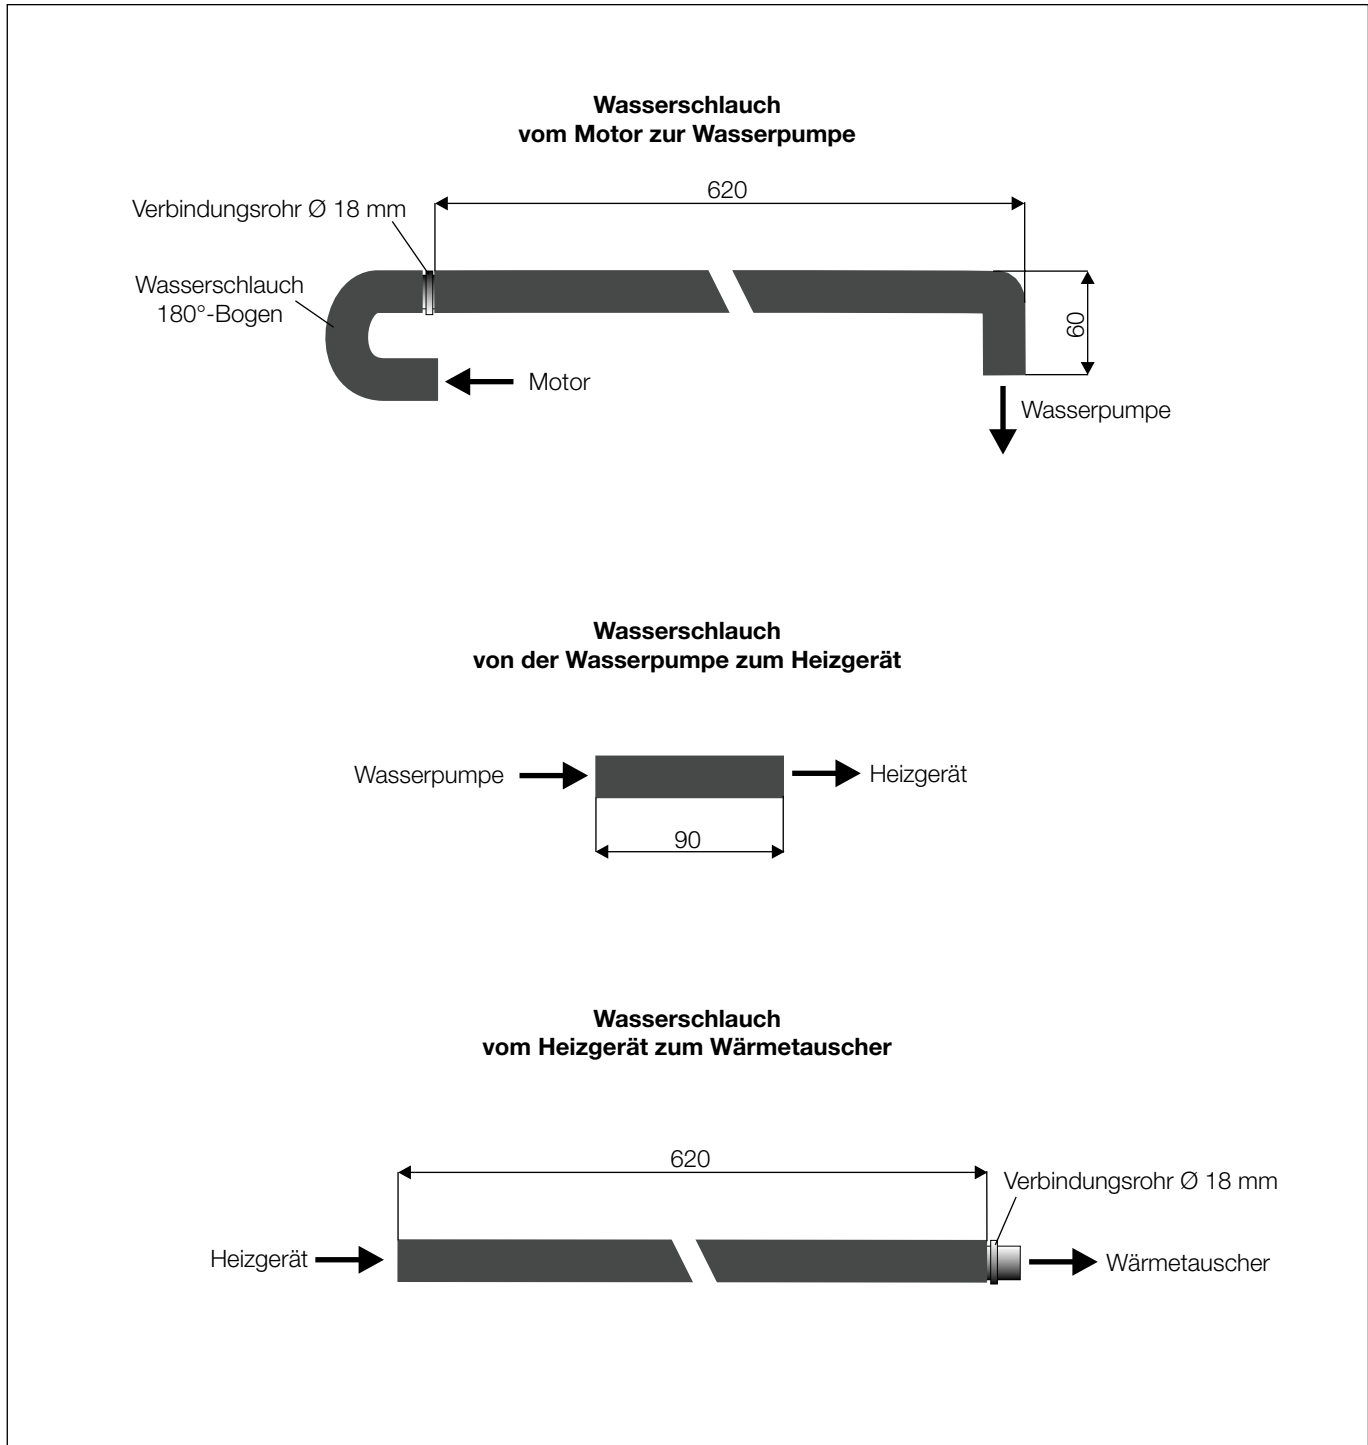 Wasserschlauch
vom Motor zur Wasserpumpe
620
Verbindungsrohr Ø 18 mm
Wasserschlauch
180°-Bogen
60
Motor
Wasserpumpe
Wasserschlauch
von der Wasserpumpe zum Heizgerät
Wasserpumpe
Heizgerät
90
Wasserschlauch
vom Heizgerät zum Wärmetauscher
620
Verbindungsrohr Ø 18 mm
Heizgerät
Wärmetauscher